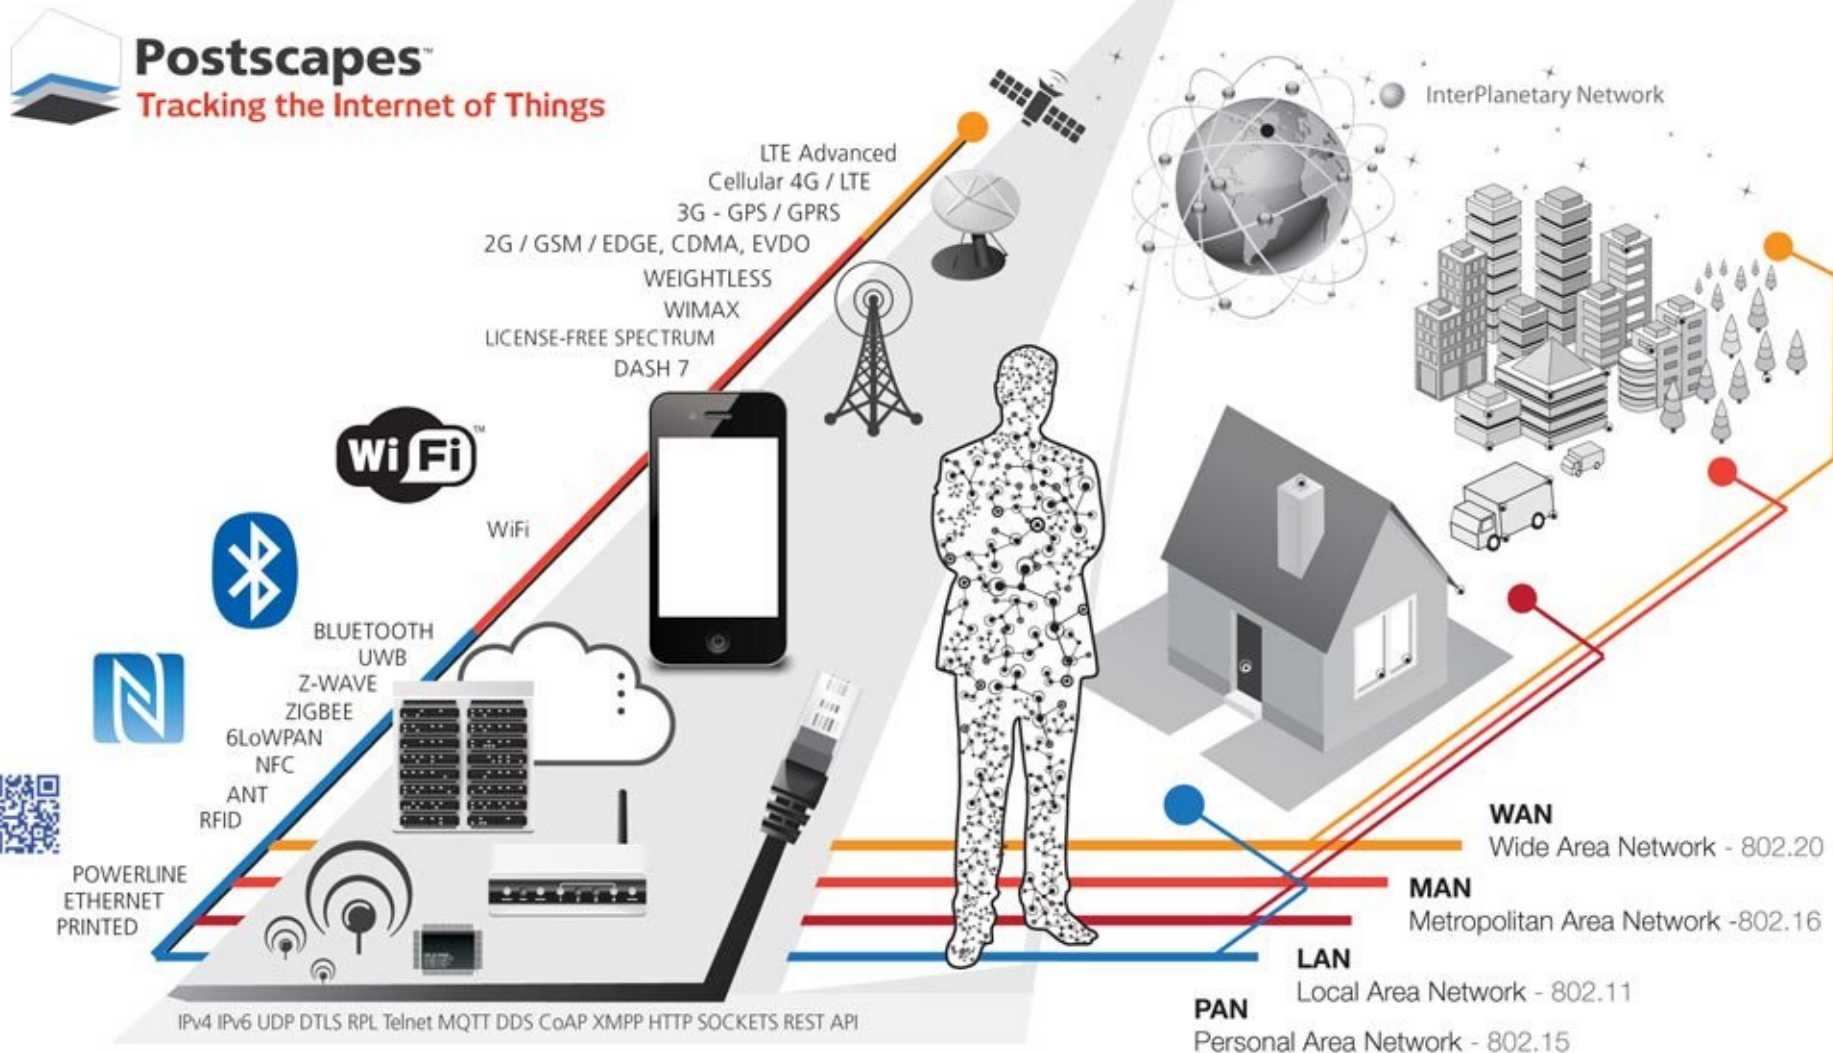 Postscapes™
Tracking the Internet of Things
InterPlanetary Network
LTE Advanced
Cellular 4G / LTE
3G - GPS / GPRS
2G / GSM / EDGE, CDMA, EVDO
WEIGHTLESS
WIMAX
LICENSE-FREE SPECTRUM
DASH 7
WiFi™
WiFi
BLUETOOTH
UWB
Z-WAVE
ZIGBEE
6LoWPAN
NFC
ANT
RFID
POWERLINE
ETHERNET
PRINTED
WAN
Wide Area Network - 802.20
MAN
Metropolitan Area Network -802.16
LAN
Local Area Network - 802.11
PAN
Personal Area Network - 802.15
IPv4 IPv6 UDP DTLS RPL Telnet MQTT DDS CoAP XMPP HTTP SOCKETS REST API